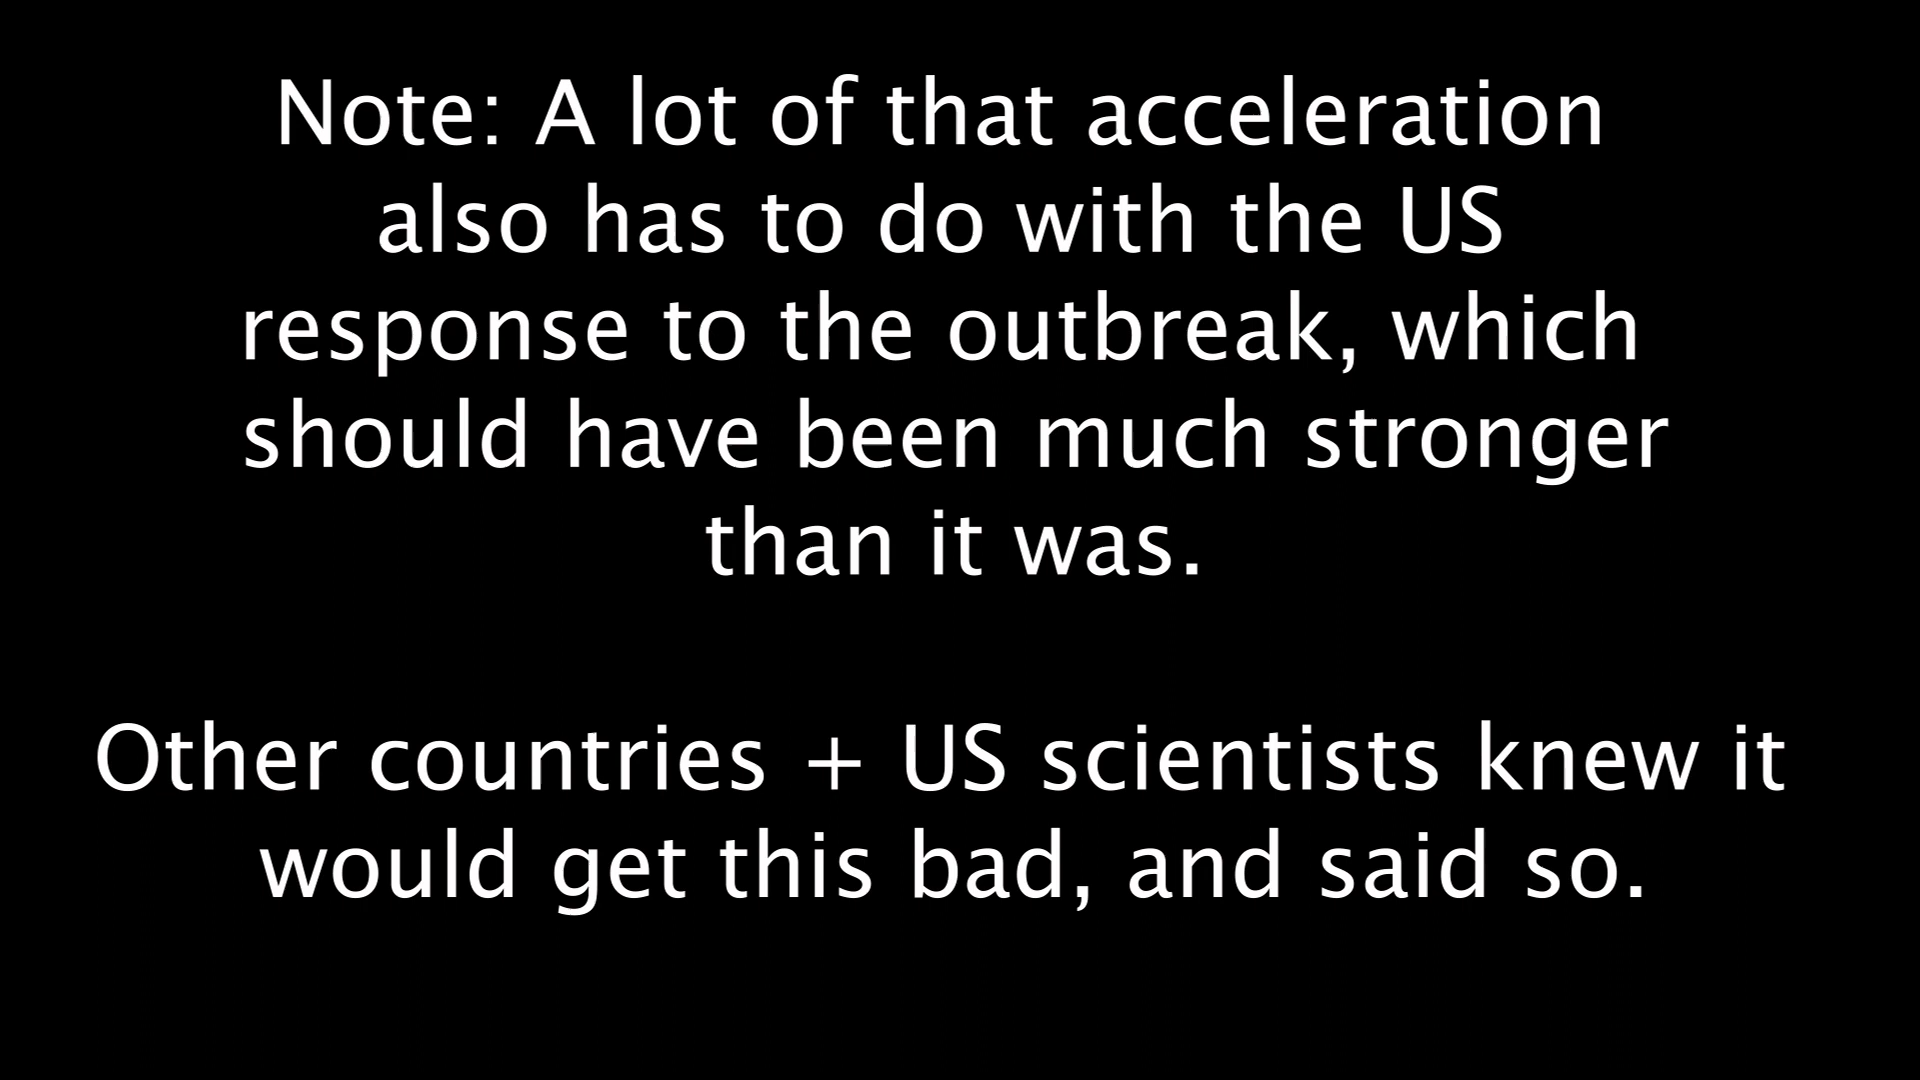 Note: A lot of that acceleration
also has to do with the US
response to the outbreak, which
should have been much stronger
than it was.
Other countries + US scientists knew it
would get this bad, and said so.